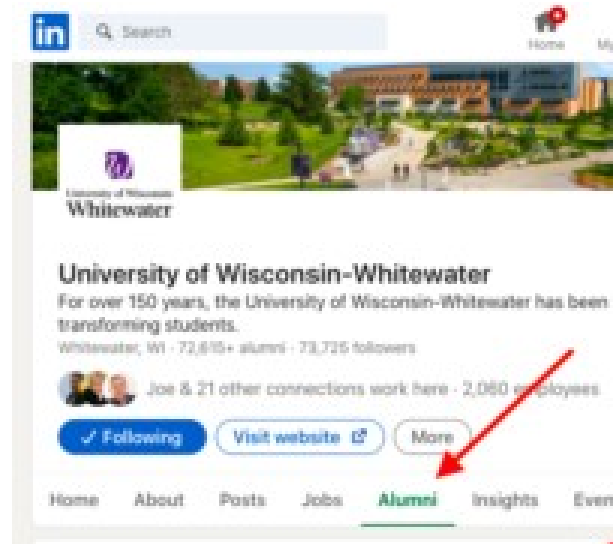 in Search
Home My
University of Wisconsin
Whitewater
University of Wisconsin-Whitewater
For over 150 years, the University of Wisconsin-Whitewater has been
transforming students.
Whitewater, WI · 72,615+ alumni · 73,725 followers
Joe & 21 other connections work here · 2,060 employees
Following Visit website More
Home About Posts Jobs Alumni Insights Even